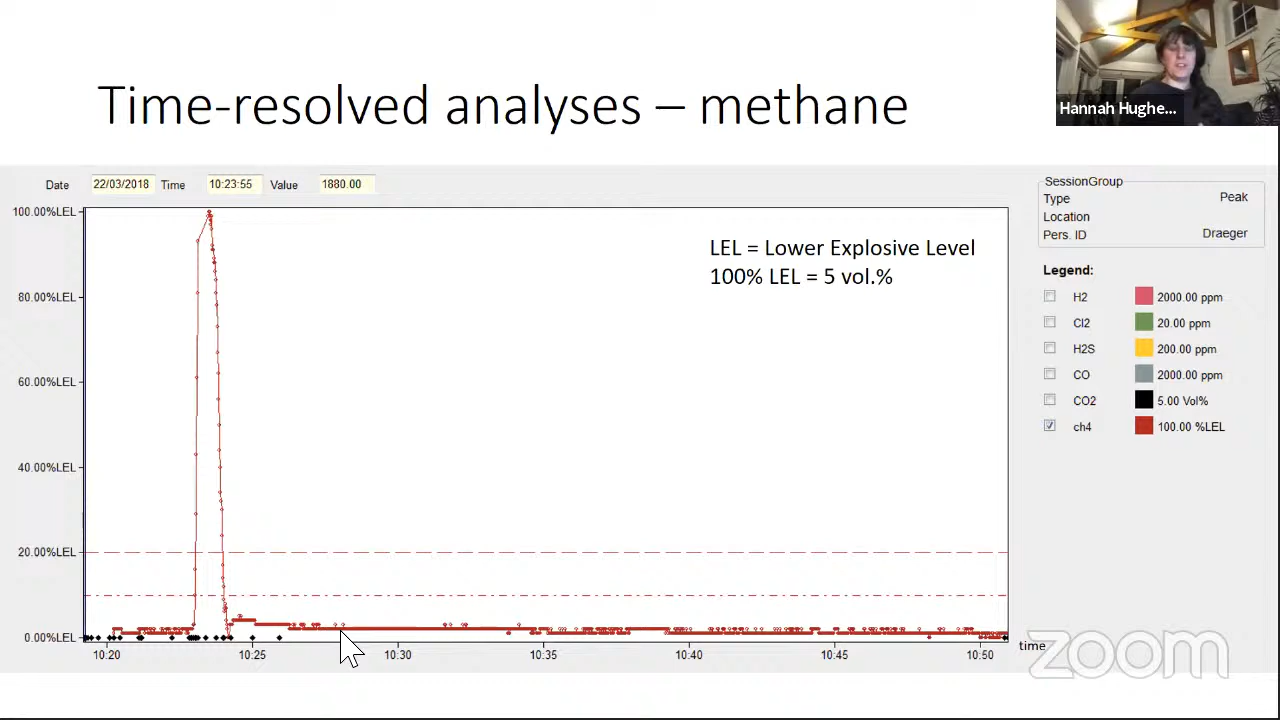 Time-resolved analyses – methane
Hannah Hughe...
Date 22/03/2018 Time 10:23:55 Value 1880.00
100.00%LEL
80.00%LEL
60.00%LEL
40.00%LEL
20.00%LEL
0.00%LEL
LEL = Lower Explosive Level
100% LEL = 5 vol.%
10:20 10:25 10:30 10:35 10:40 10:45 10:50 time
SessionGroup
Type Peak
Location
Pers. ID Draeger
Legend:
H2 2000.00 ppm
Cl2 20.00 ppm
H2S 200.00 ppm
CO 2000.00 ppm
CO2 5.00 Vol%
ch4 100.00 %LEL
zoom